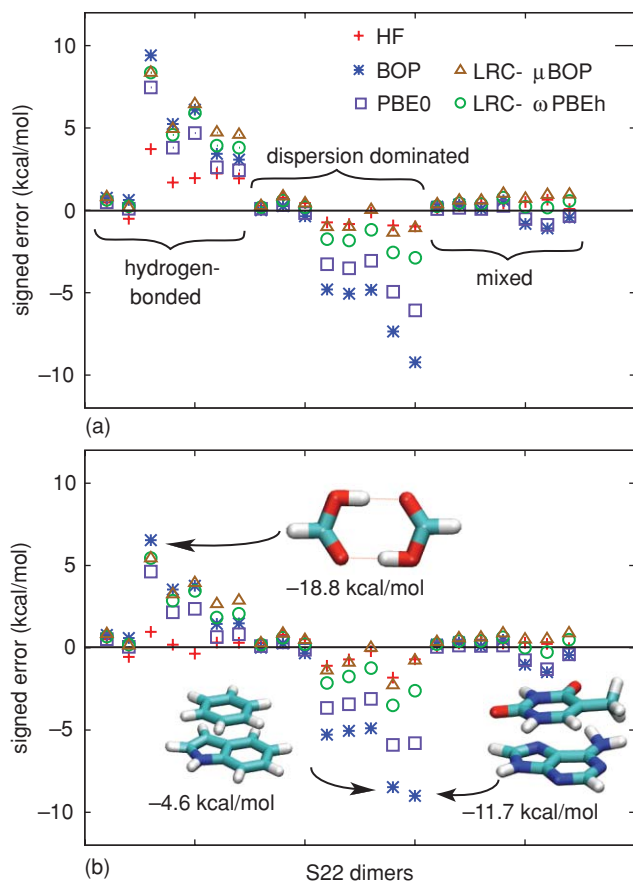 10
5
0
−5
−10
signed error (kcal/mol)
HF
BOP
PBE0
LRC- μBOP
LRC- ωPBEh
dispersion dominated
hydrogen-
bonded
mixed
(a)
10
5
0
−5
−10
signed error (kcal/mol)
−18.8 kcal/mol
−4.6 kcal/mol
−11.7 kcal/mol
(b)
S22 dimers